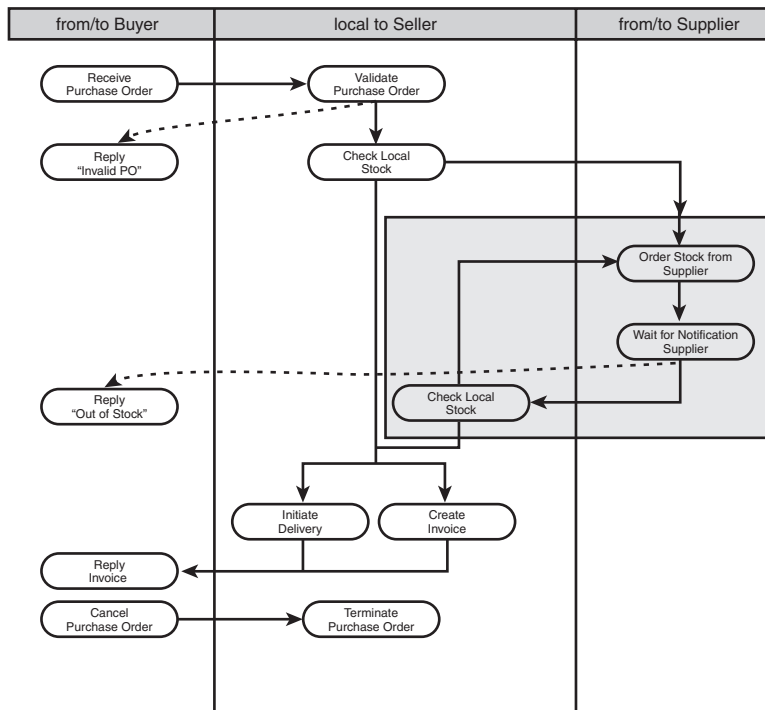 from/to Buyer
local to Seller
from/to Supplier
Receive
Purchase Order
Validate
Purchase Order
Reply
“Invalid PO”
Check Local
Stock
Order Stock from
Supplier
Wait for Notification
Supplier
Reply
“Out of Stock”
Check Local
Stock
Initiate
Delivery
Create
Invoice
Reply
Invoice
Cancel
Purchase Order
Terminate
Purchase Order